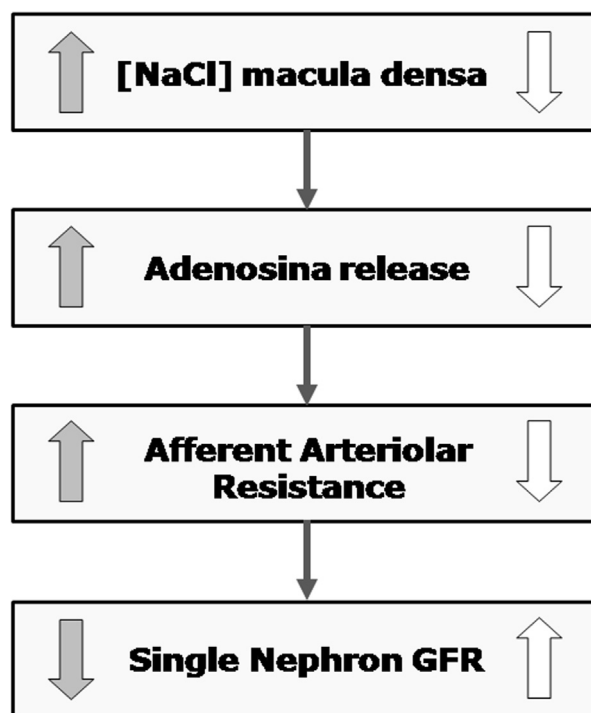 [NaCl] macula densa
Adenosina release
Afferent Arteriolar
Resistance
Single Nephron GFR